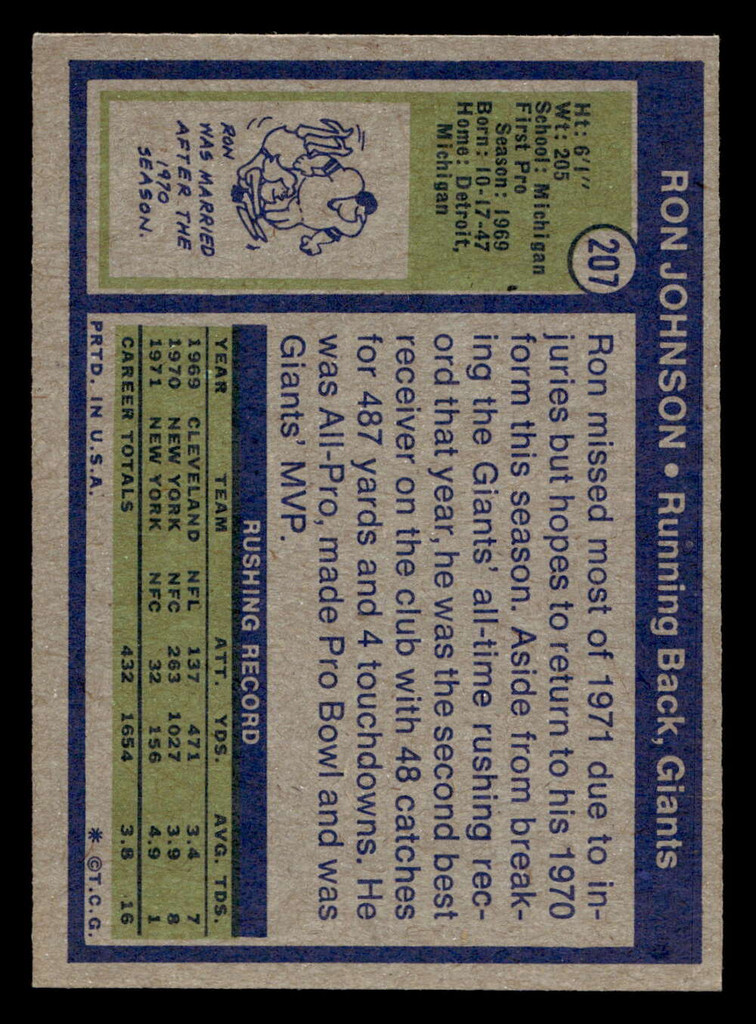 RON JOHNSON • Running Back, Giants
207
Ht: 6'1"
Wt: 205
School: Michigan
First Pro
Season: 1969
Born: 10-17-47
Home: Detroit,
Michigan
RON
WAS MARRIED
AFTER THE
1970
SEASON.
Ron missed most of 1971 due to in-
juries but hopes to return to his 1970
form this season. Aside from break-
ing the Giants' all-time rushing rec-
ord that year, he was the second best
receiver on the club with 48 catches
for 487 yards and 4 touchdowns. He
was All-Pro, made Pro Bowl and was
Giants' MVP.
RUSHING RECORD
YEAR TEAM ATT. YDS. AVG. TDS.
1969 CLEVELAND NFL 137 471 3.4 7
1970 NEW YORK NFC 263 1027 3.9 8
1971 NEW YORK NFC 32 156 4.9 1
CAREER TOTALS 432 1654 3.8 16
PRTD. IN U.S.A. * ©T.C.G.